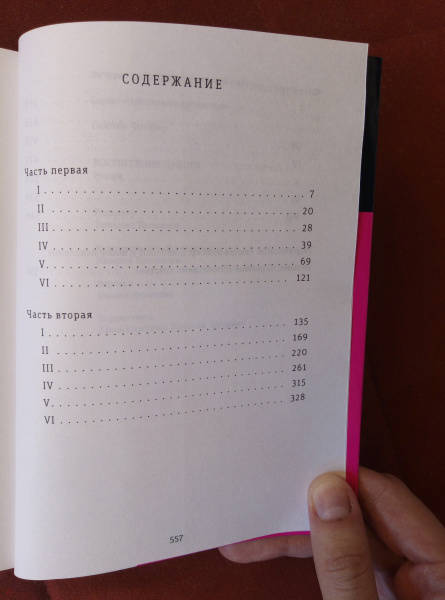 СОДЕРЖАНИЕ
Часть первая
I . . . . . . . . . . . . . . . . . . . . . . . . . . . . . . 7
II . . . . . . . . . . . . . . . . . . . . . . . . . . . . . 20
III . . . . . . . . . . . . . . . . . . . . . . . . . . . . 28
IV . . . . . . . . . . . . . . . . . . . . . . . . . . . . 39
V. . . . . . . . . . . . . . . . . . . . . . . . . . . . . 69
VI . . . . . . . . . . . . . . . . . . . . . . . . . . . . 121
Часть вторая
I . . . . . . . . . . . . . . . . . . . . . . . . . . . . . 135
II . . . . . . . . . . . . . . . . . . . . . . . . . . . . 169
III . . . . . . . . . . . . . . . . . . . . . . . . . . . 220
IV . . . . . . . . . . . . . . . . . . . . . . . . . . . 261
V. . . . . . . . . . . . . . . . . . . . . . . . . . . . 315
VI . . . . . . . . . . . . . . . . . . . . . . . . . . . 328
557